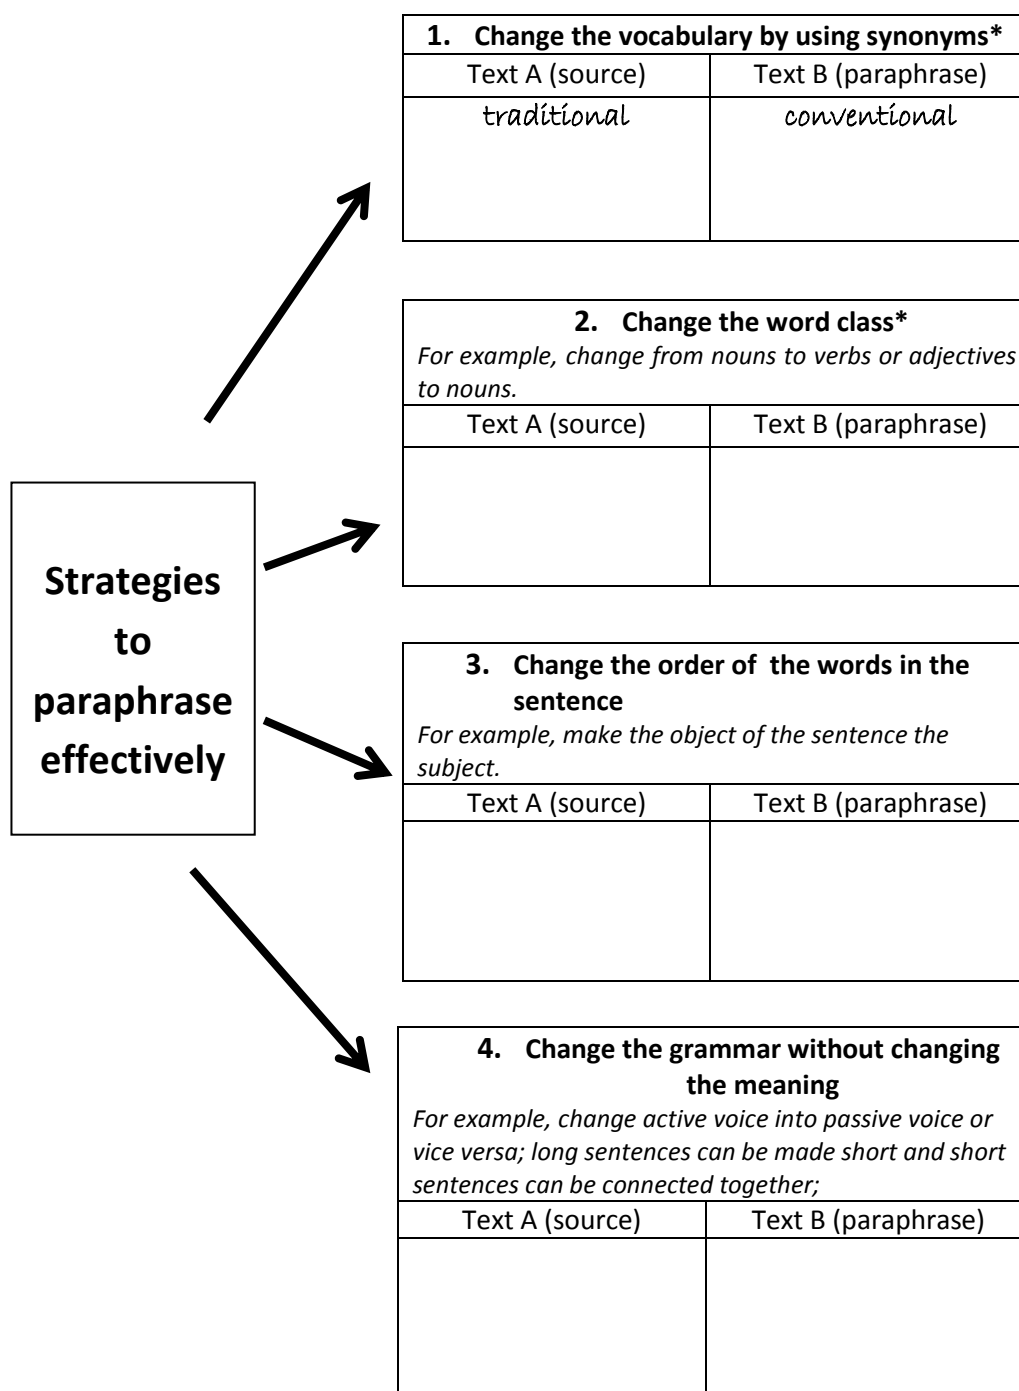 1. Change the vocabulary by using synonyms*
Text A (source) Text B (paraphrase)
traditional conventional
2. Change the word class*
For example, change from nouns to verbs or adjectives
to nouns.
Text A (source) Text B (paraphrase)
Strategies
to
paraphrase
effectively
3. Change the order of the words in the
sentence
For example, make the object of the sentence the
subject.
Text A (source) Text B (paraphrase)
4. Change the grammar without changing
the meaning
For example, change active voice into passive voice or
vice versa; long sentences can be made short and short
sentences can be connected together;
Text A (source) Text B (paraphrase)